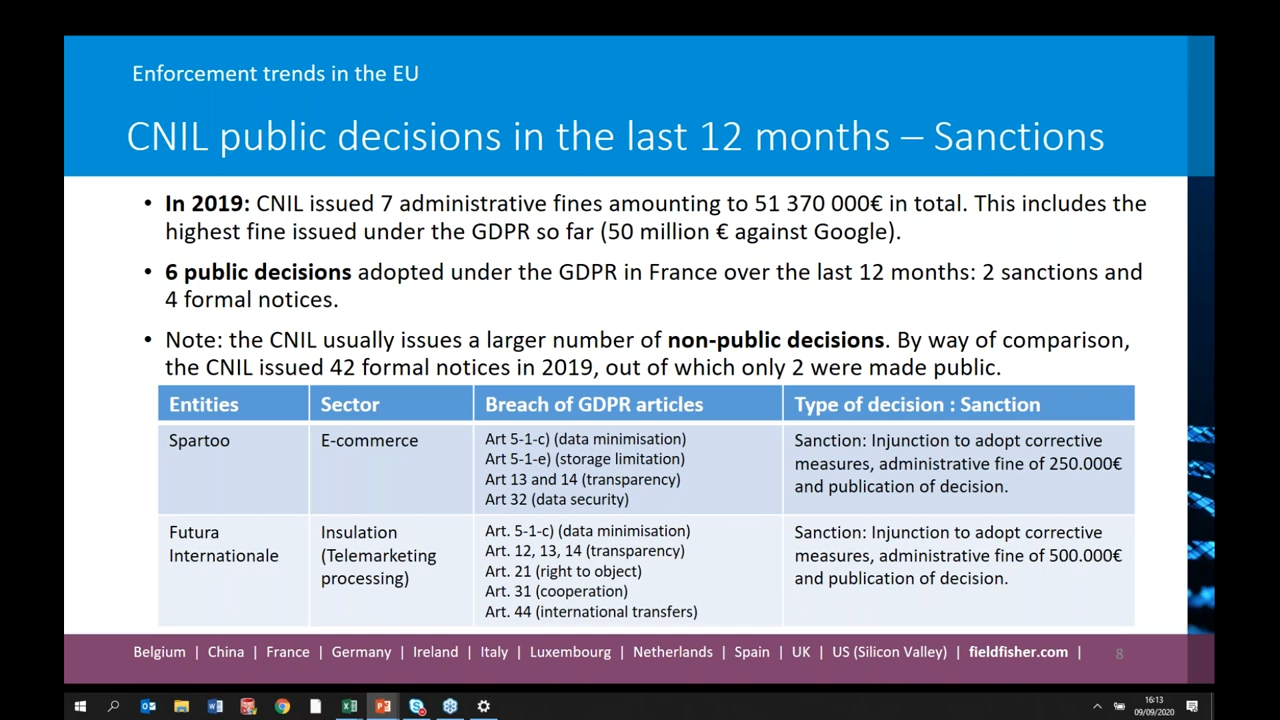 Enforcement trends in the EU
CNIL public decisions in the last 12 months – Sanctions
• In 2019: CNIL issued 7 administrative fines amounting to 51 370 000€ in total. This includes the
highest fine issued under the GDPR so far (50 million € against Google).
• 6 public decisions adopted under the GDPR in France over the last 12 months: 2 sanctions and
4 formal notices.
• Note: the CNIL usually issues a larger number of non-public decisions. By way of comparison,
the CNIL issued 42 formal notices in 2019, out of which only 2 were made public.
Entities Sector Breach of GDPR articles Type of decision : Sanction
Spartoo
E-commerce
Art 5-1-c) (data minimisation)
Art 5-1-e) (storage limitation)
Art 13 and 14 (transparency)
Art 32 (data security)
Sanction: Injunction to adopt corrective
measures, administrative fine of 250.000€
and publication of decision.
Futura
Internationale
Insulation
(Telemarketing
processing)
Art. 5-1-c) (data minimisation)
Art. 12, 13, 14 (transparency)
Art. 21 (right to object)
Art. 31 (cooperation)
Art. 44 (international transfers)
Sanction: Injunction to adopt corrective
measures, administrative fine of 500.000€
and publication of decision.
Belgium | China | France | Germany | Ireland | Italy | Luxembourg | Netherlands | Spain | UK | US (Silicon Valley) | fieldfisher.com | 8
16:13
09/09/2020